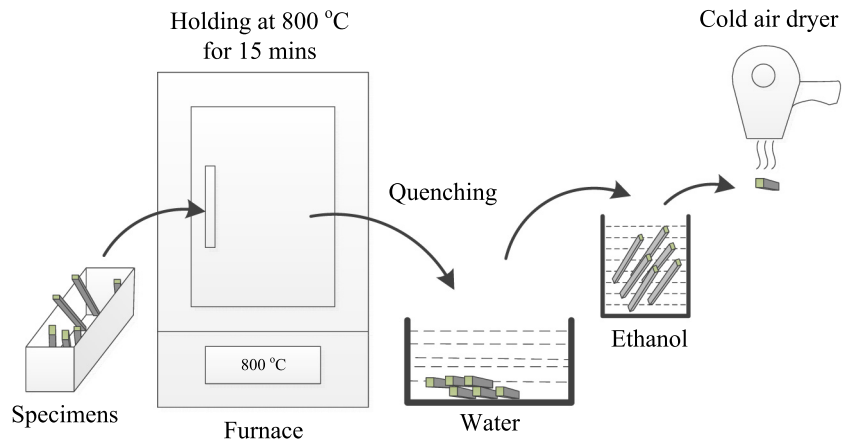 Holding at 800 °C
for 15 mins
Cold air dryer
Quenching
800 °C
Specimens
Furnace
Water
Ethanol